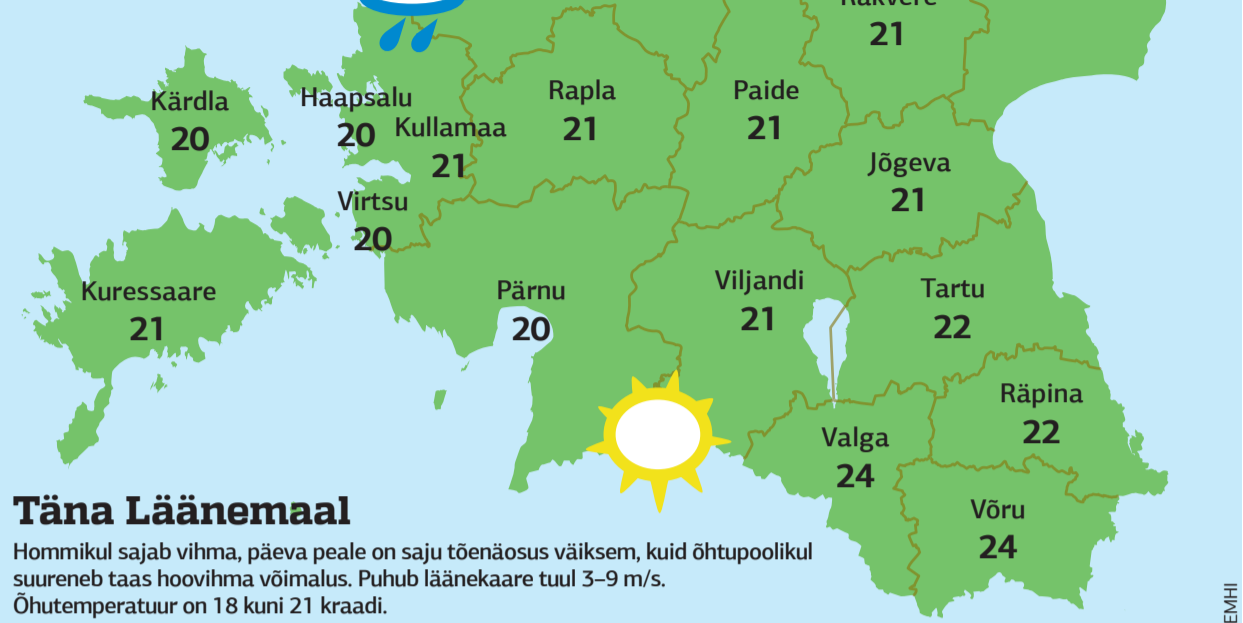 Rakvere
21
Kärdla
20
Haapsalu
20
Kullamaa
21
Rapla
21
Paide
21
Jõgeva
21
Virtsu
20
Kuressaare
21
Pärnu
20
Viljandi
21
Tartu
22
Räpina
22
Valga
24
Võru
24
Täna Läänemaal
Hommikul sajab vihma, päeva peale on saju tõenäosus väiksem, kuid õhtupoolikul
suureneb taas hoovihma võimalus. Puhub läänekaare tuul 3–9 m/s.
Õhutemperatuur on 18 kuni 21 kraadi.
EMHI